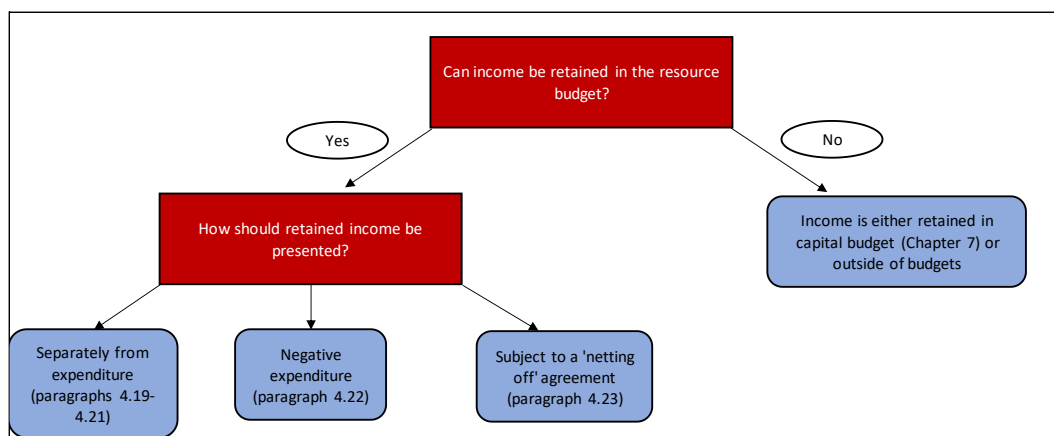 Can income be retained in the resource
budget?
Yes
No
How should retained income be
presented?
Income is either retained in
capital budget (Chapter 7) or
outside of budgets
Separately from
expenditure
(paragraphs 4.19-
4.21)
Negative
expenditure
(paragraph 4.22)
Subject to a 'netting
off' agreement
(paragraph 4.23)